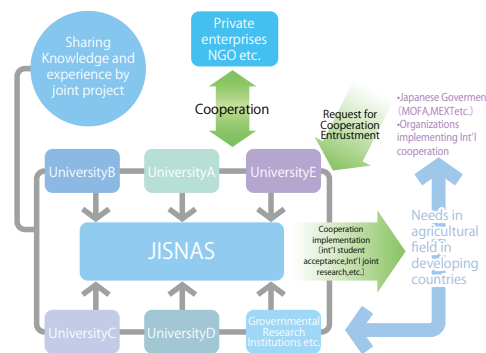 Sharing
Knowledge and
experience by
joint project
Private
enterprises
NGO etc.
Cooperation
Request for
Cooperation
Entrustment
•Japanese Governmen
(MOFA,MEXTetc.)
•Organizations
implementing Int'l
cooperation
UniversityB
UniversityA
UniversityE
JISNAS
Cooperation
implementation
(int'l student
acceptance,Int'l joint
research,etc.)
Needs in
agricultural
field in
developing
countries
UniversityC
UniversityD
Grovernmental
Research
Institutions etc.